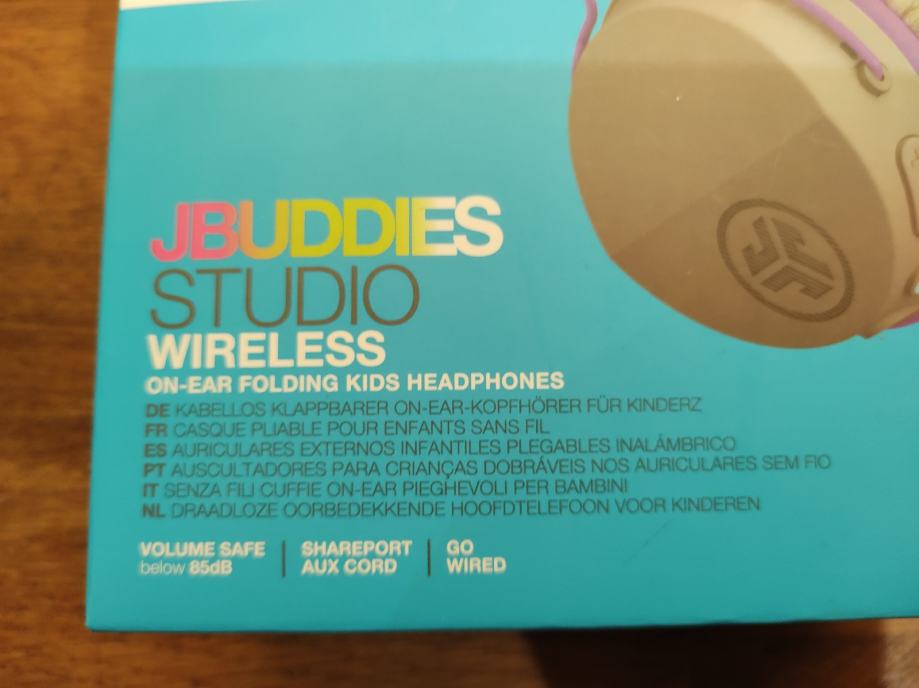 JBUDDIES
STUDIO
WIRELESS
ON-EAR FOLDING KIDS HEADPHONES
DE KABELLOS KLAPPBARER ON-EAR-KOPFHÖRER FÜR KINDERZ
FR CASQUE PLIABLE POUR ENFANTS SANS FIL
ES AURICULARES EXTERNOS INFANTILES PLEGABLES INALÁMBRICO
PT AUSCULTADORES PARA CRIANÇAS DOBRÁVEIS NOS AURICULARES SEM FIO
IT SENZA FILI CUFFIE ON-EAR PIEGHEVOLI PER BAMBINI
NL DRAADLOZE OORBEDEKKENDE HOOFDTELEFOON VOOR KINDEREN
VOLUME SAFE
below 85dB
SHAREPORT
AUX CORD
GO
WIRED